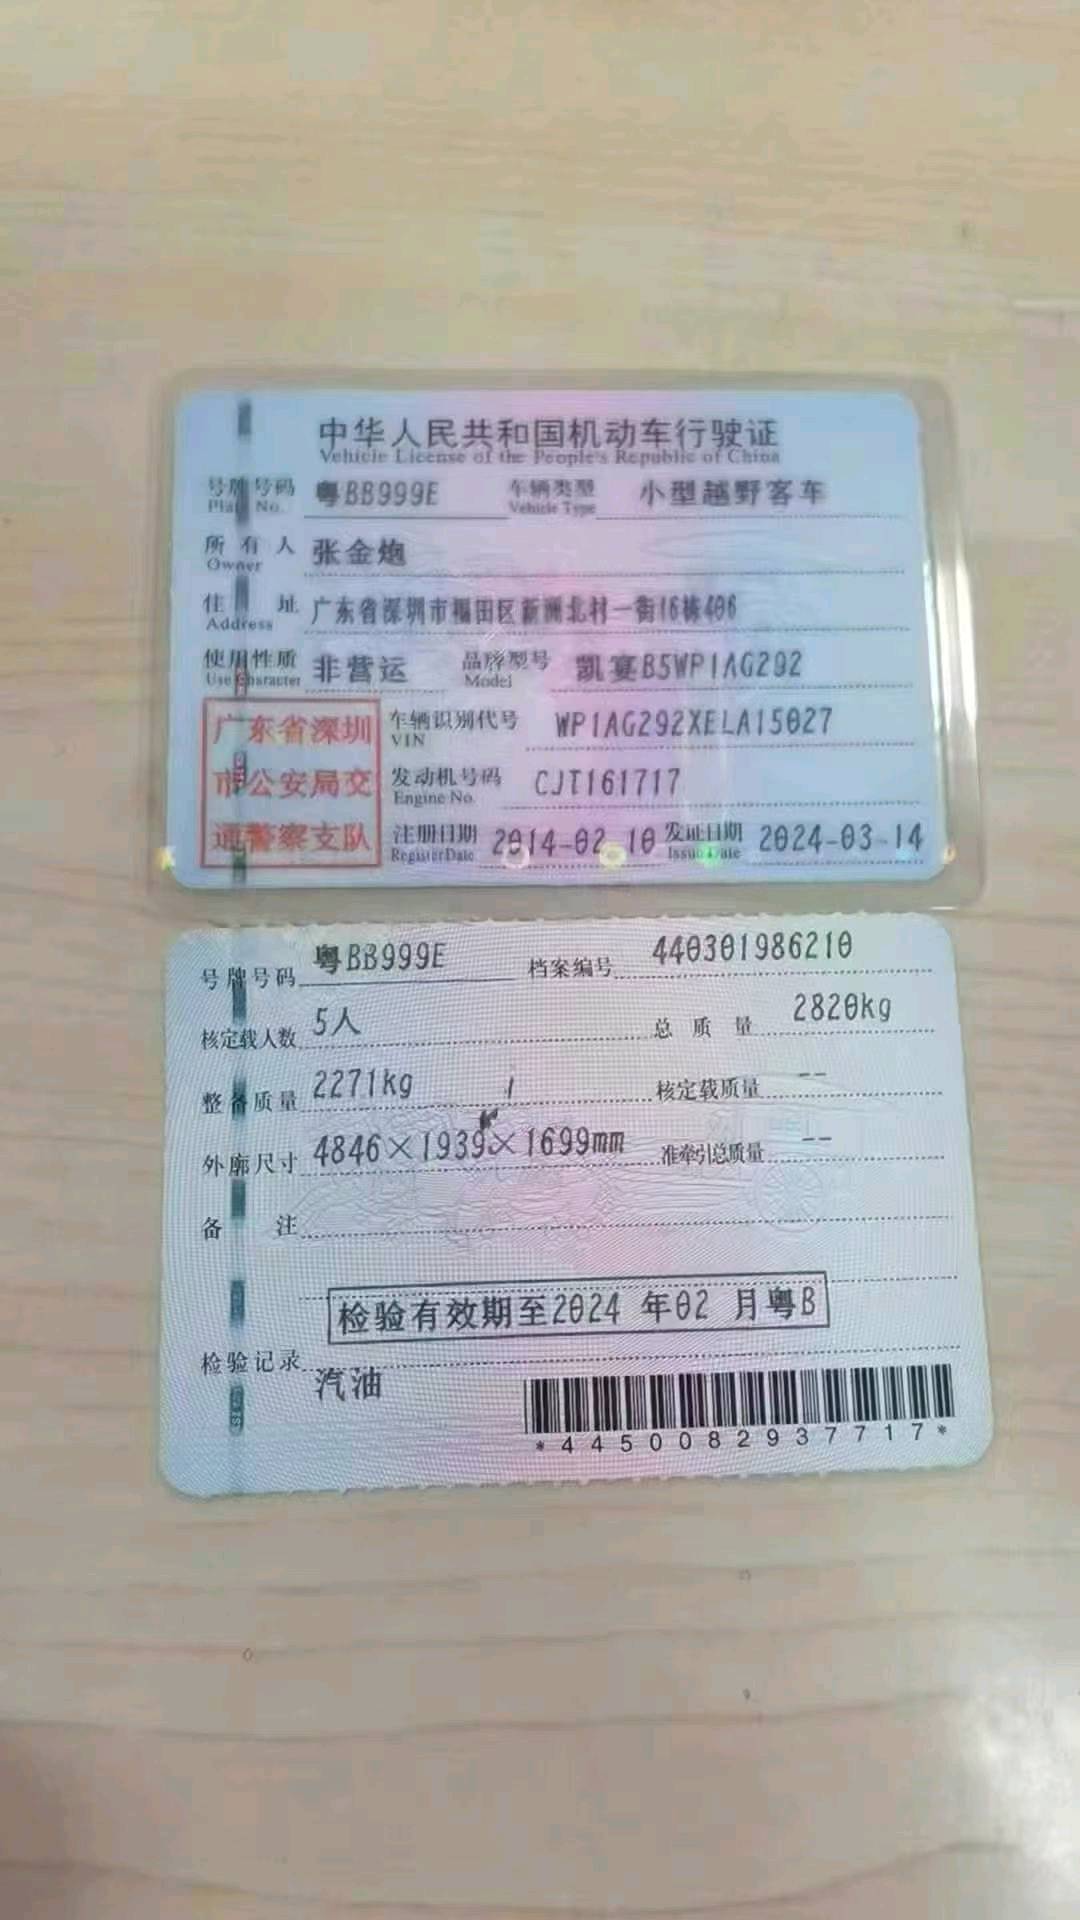 中华人民共和国机动车行驶证
Vehicle License of the People's Republic of China
号牌号码 粤BB999E 车辆类型 小型越野客车
Plate No. Vehicle Type
所有人 张金炮
Owner
住址 广东省深圳市福田区新洲北村一街16栋406
Address
使用性质 非营运 品牌型号 凯宴B5WP1AG292
Use Character Model
广东省深圳
市公安局交
通警察支队
车辆识别代号 WP1AG292XELA15027
VIN
发动机号码 CJT161717
Engine No.
注册日期 2014-02-10 发证日期 2024-03-14
Register Date Issue Date
号牌号码 粤BB999E 档案编号 440301986210
核定载人数 5人 总质量 2820kg
整备质量 2271kg 核定载质量 --
外廓尺寸 4846×1939×1699mm 准牵引总质量 --
备注
检验有效期至2024年02月粤B
检验记录
汽油
*4450082937717*